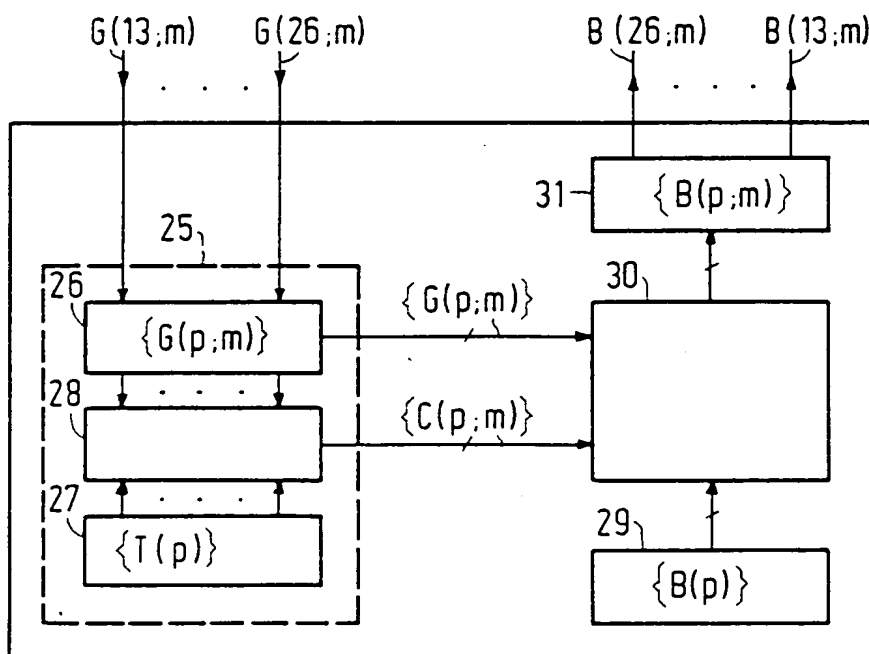 G(13;m) G(26;m) B(26;m) B(13;m)
31 {B(p;m)}
25
26 {G(p;m)} {G(p;m)} 30
28 {C(p;m)}
27 {T(p)} 29 {B(p)}